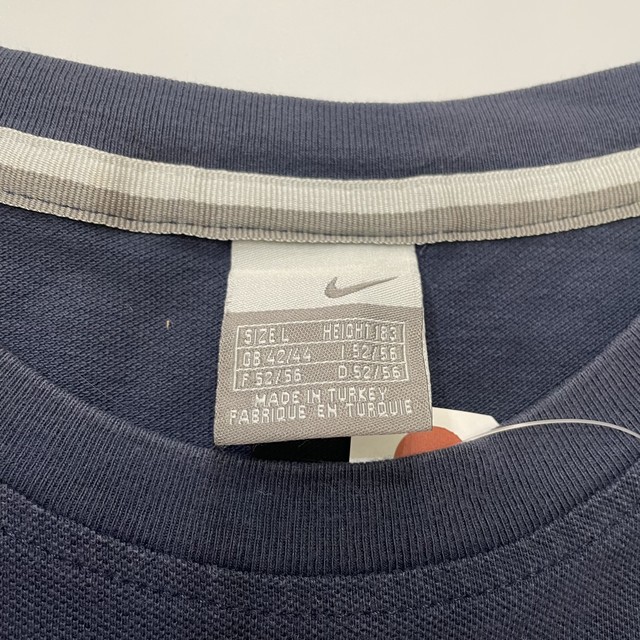 SIZE L HEIGHT 183
GB 42/44 I 52/56
F 52/56 D 52/56
MADE IN TURKEY
FABRIQUE EN TURQUIE